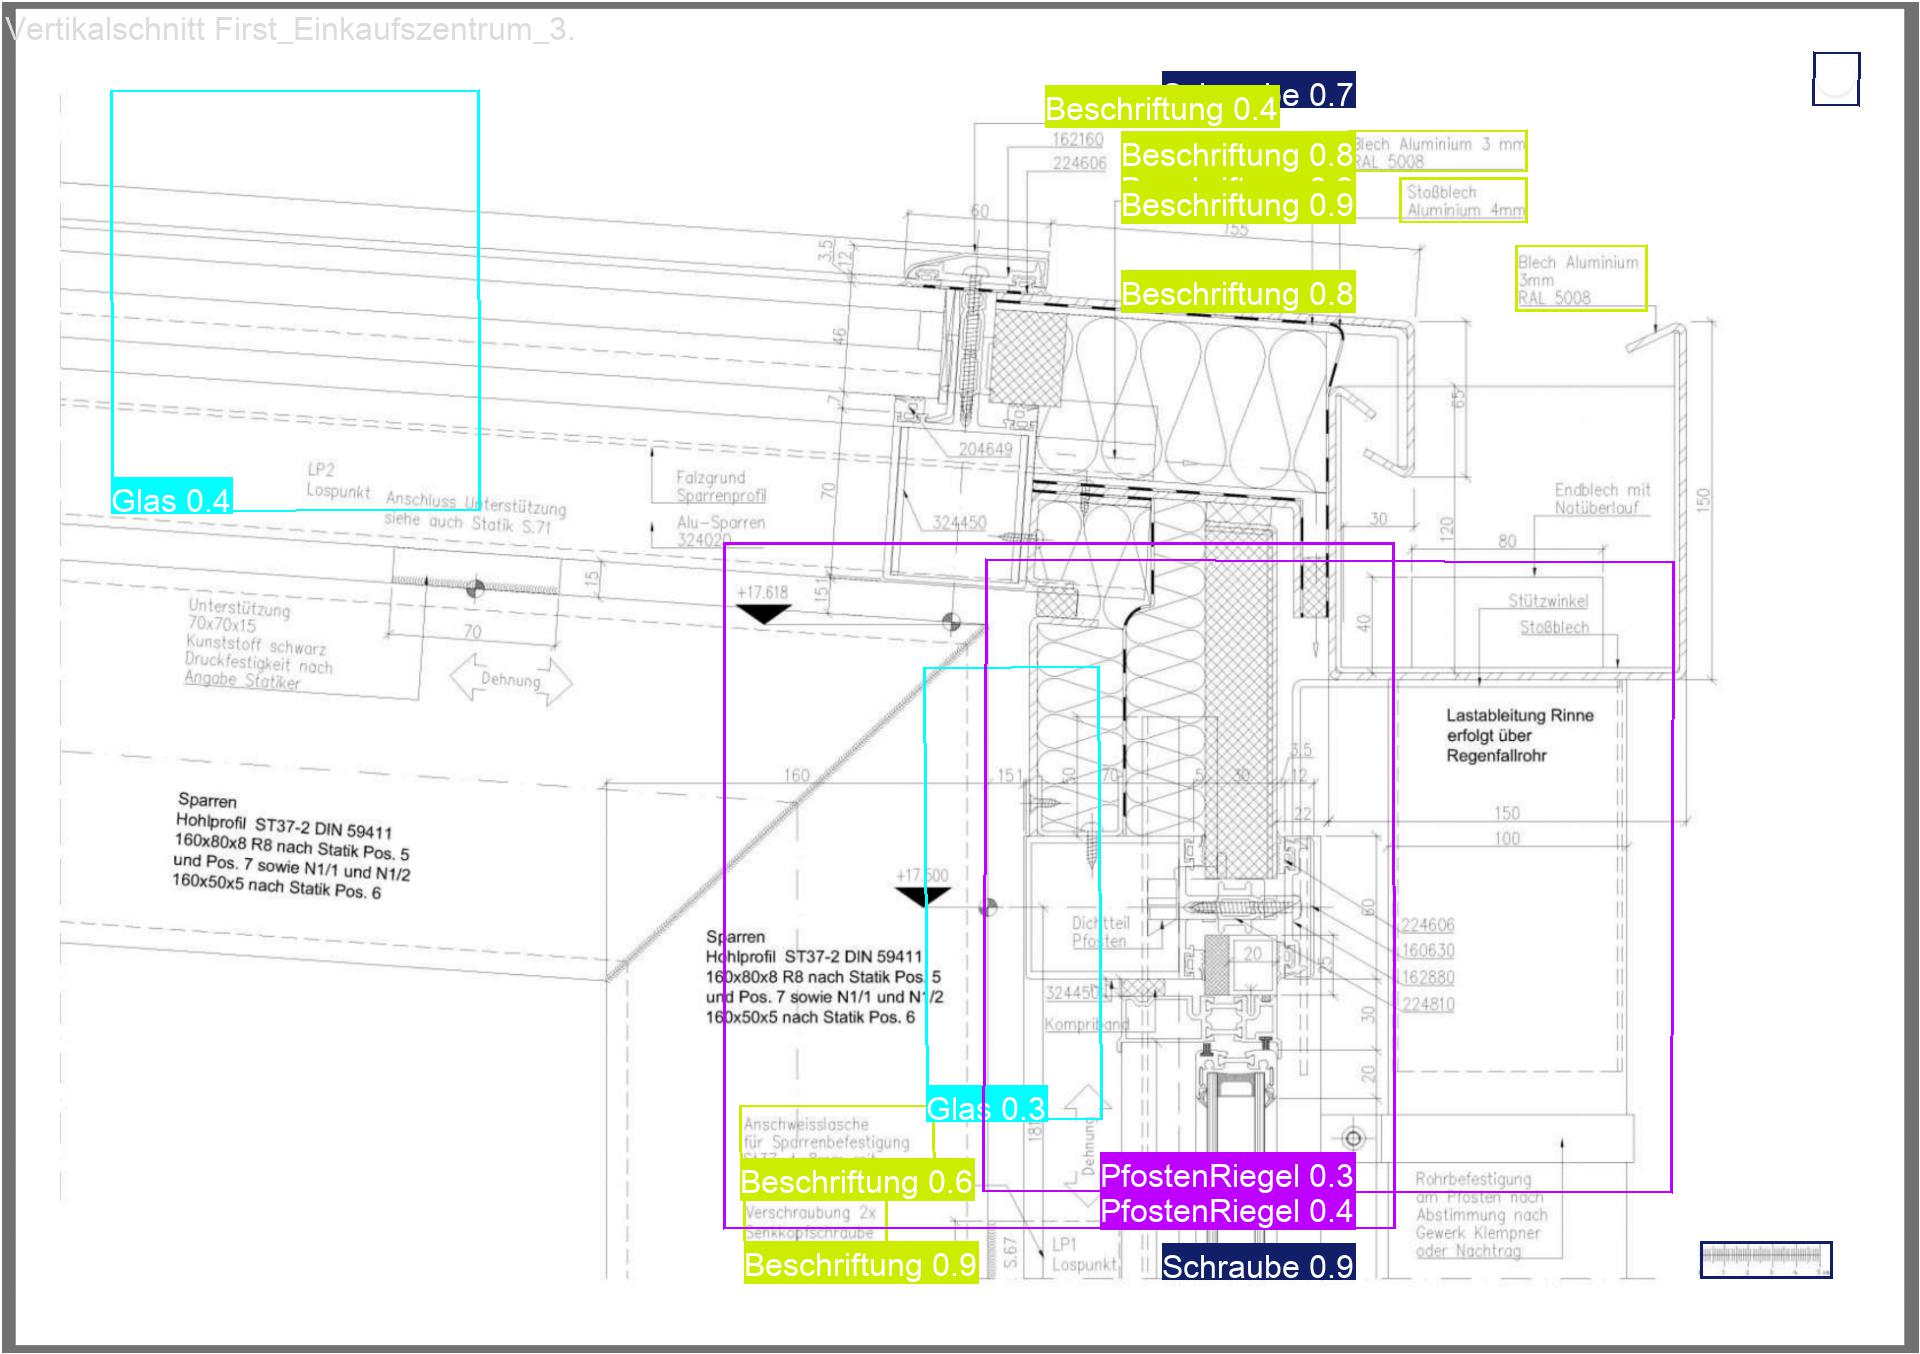 Vertikalschnitt First_Einkaufszentrum_3.
Schraube 0.7
Beschriftung 0.4
162160
224606
Beschriftung 0.8
Blech Aluminium 3 mm
RAL 5008
Beschriftung 0.9
Stoßblech
Aluminium 4mm
60
155
3.5
12
Blech Aluminium
3mm
RAL 5008
Beschriftung 0.8
46
7
65
204649
LP2
Lospunkt
Glas 0.4
Anschluss Unterstützung
siehe auch Statik S.71
Falzgrund
Sparrenprofil
Alu-Sparren
324020
70
324450
30
120
150
Endblech mit
Notüberlauf
80
15
151
+17.618
Unterstützung
70x70x15
Kunststoff schwarz
Druckfestigkeit nach
Angabe Statiker
70
Dehnung
40
Stützwinkel
Stoßblech
Lastableitung Rinne
erfolgt über
Regenfallrohr
160
151
50
70
5
30
3.5
12
22
150
100
Sparren
Hohlprofil ST37-2 DIN 59411
160x80x8 R8 nach Statik Pos. 5
und Pos. 7 sowie N1/1 und N1/2
160x50x5 nach Statik Pos. 6
+17.500
Sparren
Hohlprofil ST37-2 DIN 59411
160x80x8 R8 nach Statik Pos. 5
und Pos. 7 sowie N1/1 und N1/2
160x50x5 nach Statik Pos. 6
Dichtteil
Pfosten
20
25
224606
160630
162880
224810
324450
Kompriband
30
20
Glas 0.3
181
Dehnung
Anschweisslasche
für Sparrenbefestigung
Beschriftung 0.6
Verschraubung 2x
Senkkopfschraube
Beschriftung 0.9
PfostenRiegel 0.3
PfostenRiegel 0.4
S.67
LP1
Lospunkt
Schraube 0.9
Rohrbefestigung
am Pfosten nach
Abstimmung nach
Gewerk Klempner
oder Nachtrag